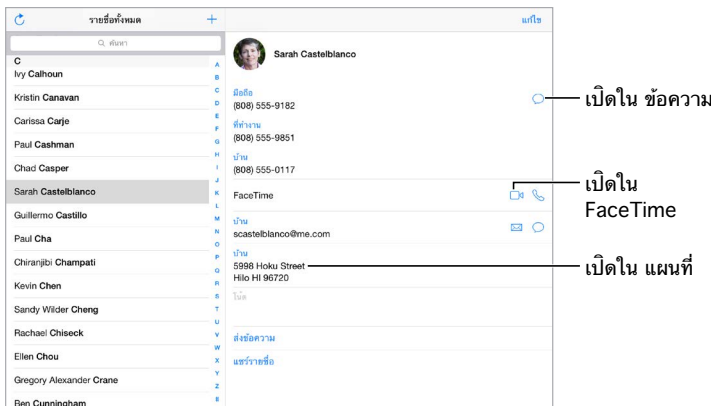 รายชื่อทั้งหมด
แก้ไข
ค้นหา
C
Ivy Calhoun
Kristin Canavan
Carissa Carje
Paul Cashman
Chad Casper
Sarah Castelblanco
Guillermo Castillo
Paul Cha
Chiranjibi Champati
Kevin Chen
Sandy Wilder Cheng
Rachael Chiseck
Ellen Chou
Gregory Alexander Crane
Ben Cunningham
A
B
C
D
E
F
G
H
I
J
K
L
M
N
O
P
Q
R
S
T
U
V
W
X
Y
Z
#
Sarah Castelblanco
มือถือ
(808) 555-9182
ที่ทำงาน
(808) 555-9851
บ้าน
(808) 555-0117
FaceTime
บ้าน
scastelblanco@me.com
บ้าน
5998 Hoku Street
Hilo HI 96720
โน้ต
ส่งข้อความ
แชร์รายชื่อ
เปิดใน ข้อความ
เปิดใน
FaceTime
เปิดใน แผนที่